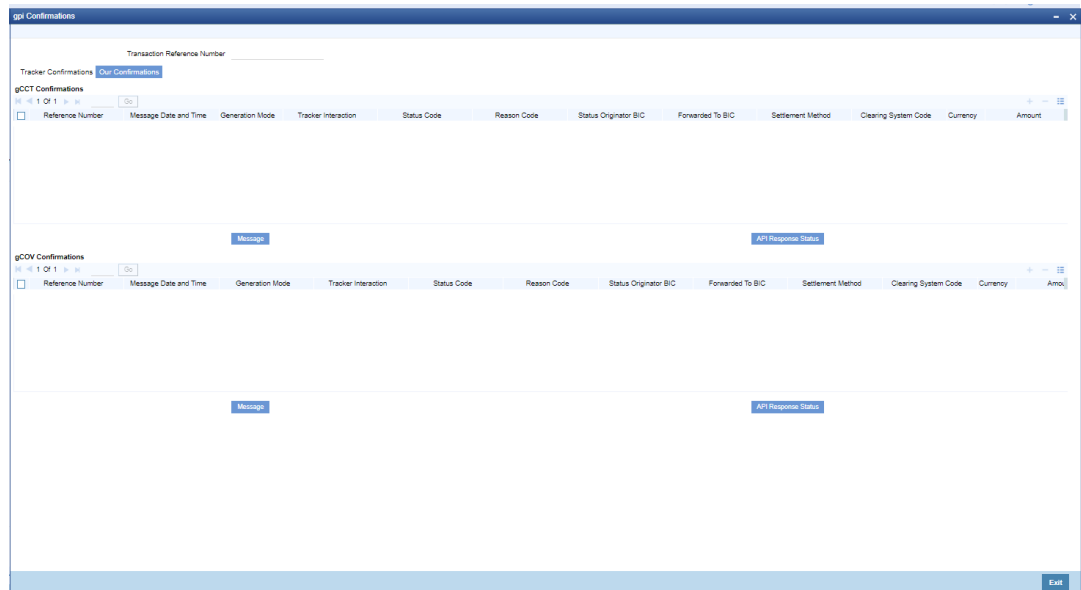 gpi Confirmations
Transaction Reference Number
Tracker Confirmations Our Confirmations
gCCT Confirmations
1 Of 1 Go
Reference Number Message Date and Time Generation Mode Tracker Interaction Status Code Reason Code Status Originator BIC Forwarded To BIC Settlement Method Clearing System Code Currency Amount
Message API Response Status
gCOV Confirmations
1 Of 1 Go
Reference Number Message Date and Time Generation Mode Tracker Interaction Status Code Reason Code Status Originator BIC Forwarded To BIC Settlement Method Clearing System Code Currency Amou
Message API Response Status
Exit